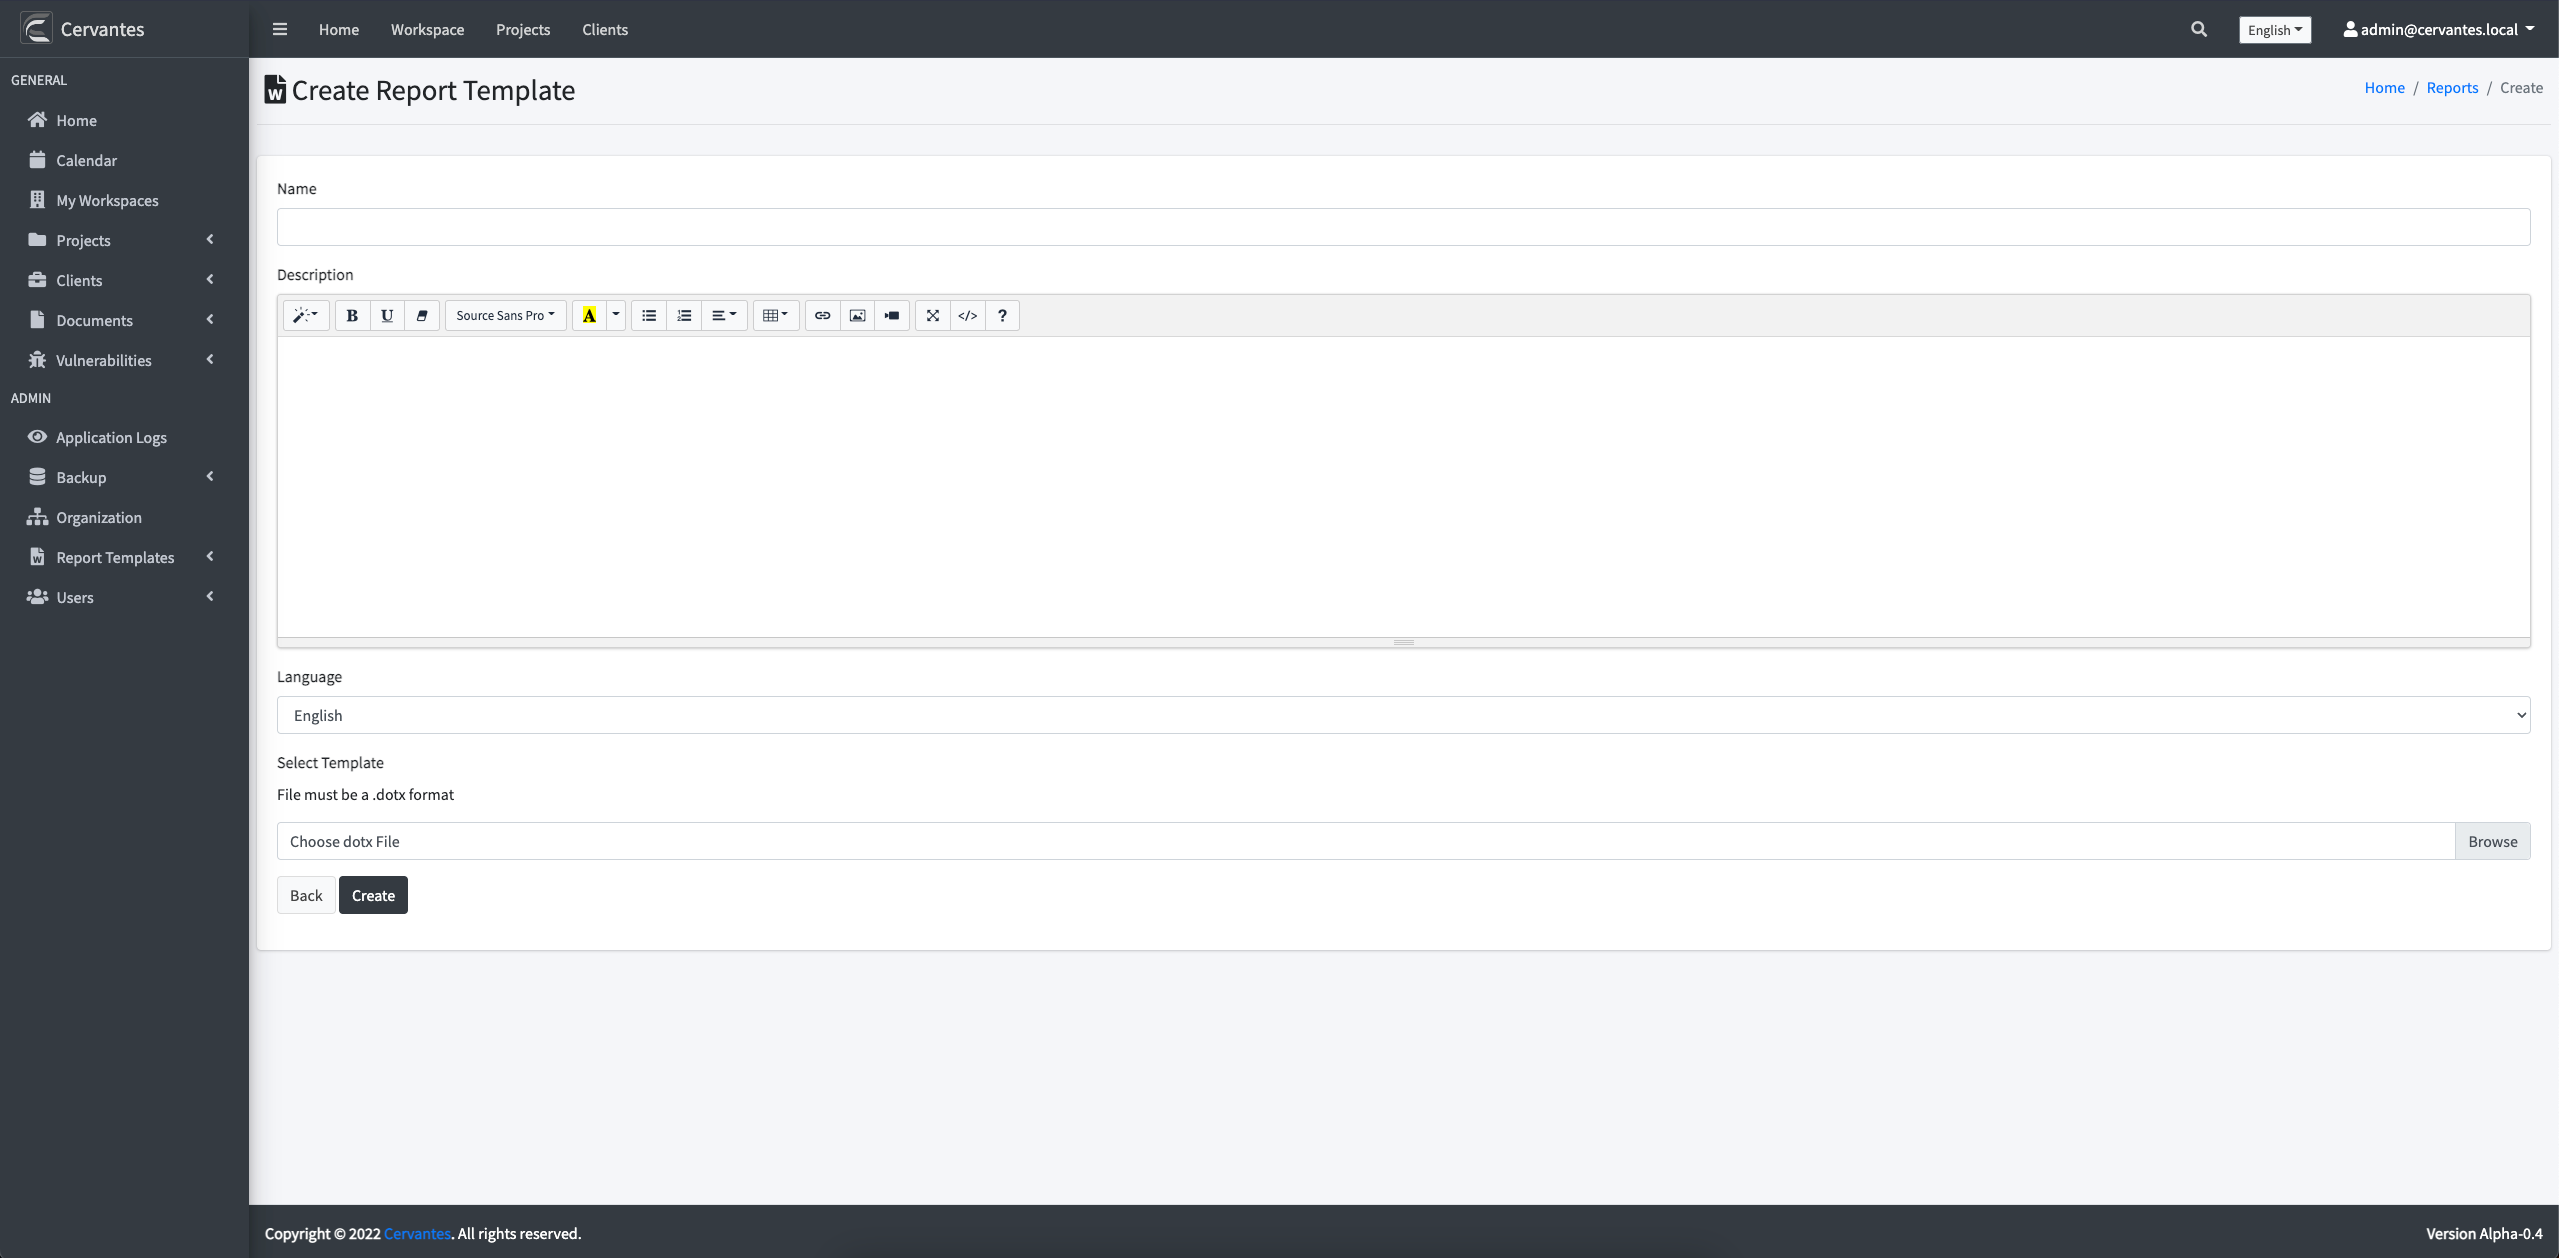 Cervantes
Home Workspace Projects Clients
English
admin@cervantes.local
GENERAL
Home
Calendar
My Workspaces
Projects
Clients
Documents
Vulnerabilities
ADMIN
Application Logs
Backup
Organization
Report Templates
Users
Create Report Template
Home / Reports / Create
Name
Description
B U Source Sans Pro A </> ?
Language
English
Select Template
File must be a .dotx format
Choose dotx File
Browse
Back Create
Copyright © 2022 Cervantes. All rights reserved.
Version Alpha-0.4